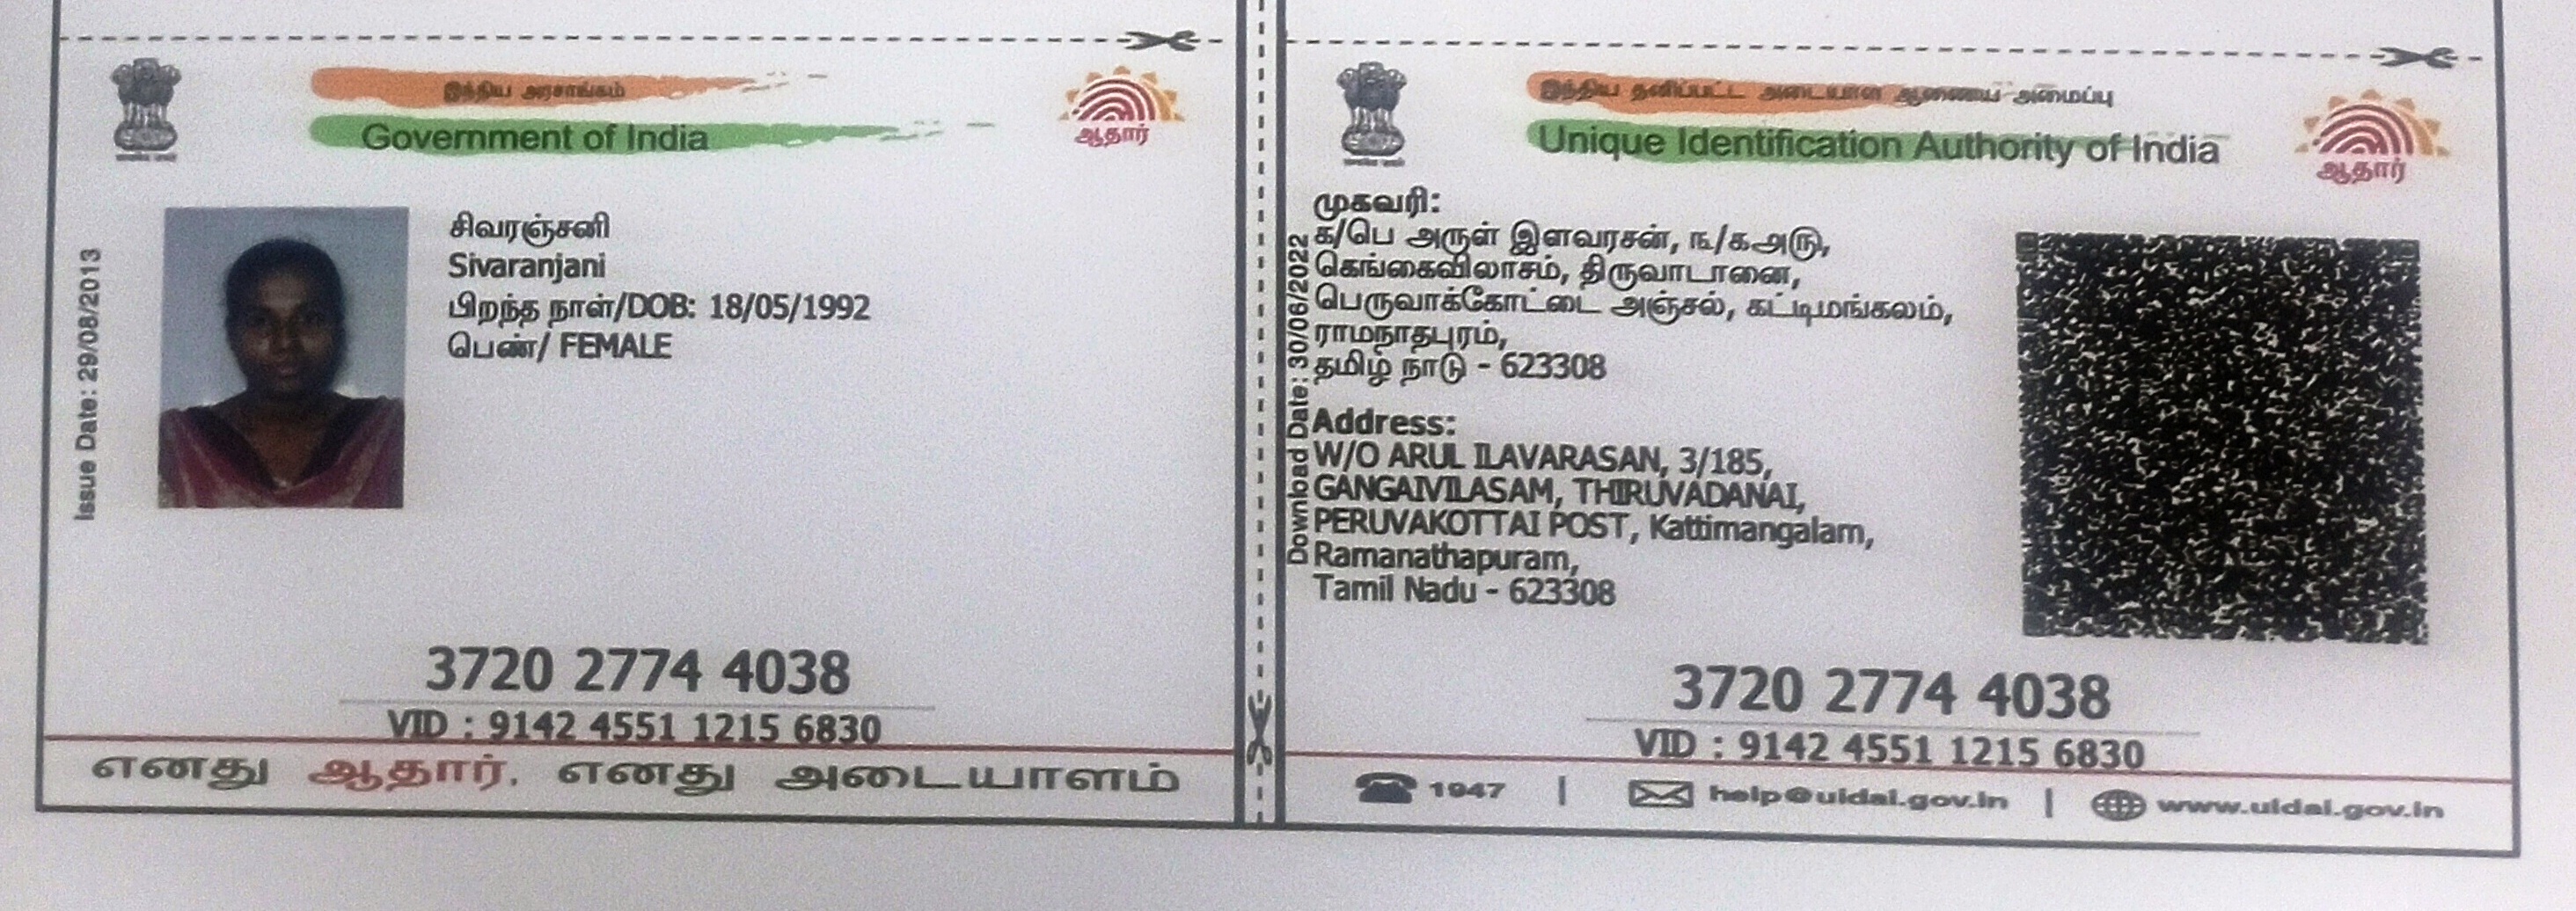 இந்திய அரசாங்கம்
Government of India
ஆதார்
Issue Date: 29/08/2013
சிவரஞ்சனி
Sivaranjani
பிறந்த நாள்/DOB: 18/05/1992
பெண்/ FEMALE
3720 2774 4038
VID : 9142 4551 1215 6830
எனது ஆதார், எனது அடையாளம்
இந்திய தனிப்பட்ட அடையாள ஆணைய அமைப்பு
Unique Identification Authority of India
ஆதார்
Download Date: 30/06/2022
முகவரி:
க/பெ அருள் இளவரசன், ௩/௧௮௫,
கெங்கைவிலாசம், திருவாடானை,
பெருவாக்கோட்டை அஞ்சல், கட்டிமங்கலம்,
ராமநாதபுரம்,
தமிழ் நாடு - 623308
Address:
W/O ARUL ILAVARASAN, 3/185,
GANGAIVILASAM, THIRUVADANAI,
PERUVAKOTTAI POST, Kattimangalam,
Ramanathapuram,
Tamil Nadu - 623308
3720 2774 4038
VID : 9142 4551 1215 6830
1947 | help@uidai.gov.in | www.uidai.gov.in